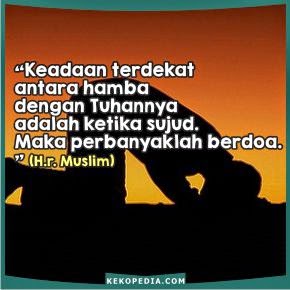 “Keadaan terdekat
antara hamba
dengan Tuhannya
adalah ketika sujud.
Maka perbanyaklah berdoa.
” (H.r. Muslim)
KEKOPEDIA.COM